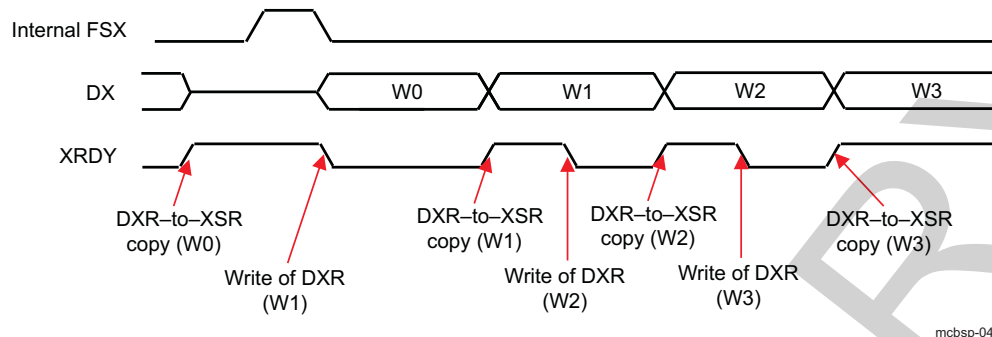 Internal FSX
DX
W0
W1
W2
W3
XRDY
DXR–to–XSR
copy (W0)
Write of DXR
(W1)
DXR–to–XSR
copy (W1)
Write of DXR
(W2)
DXR–to–XSR
copy (W2)
Write of DXR
(W3)
DXR–to–XSR
copy (W3)
mcbsp-04